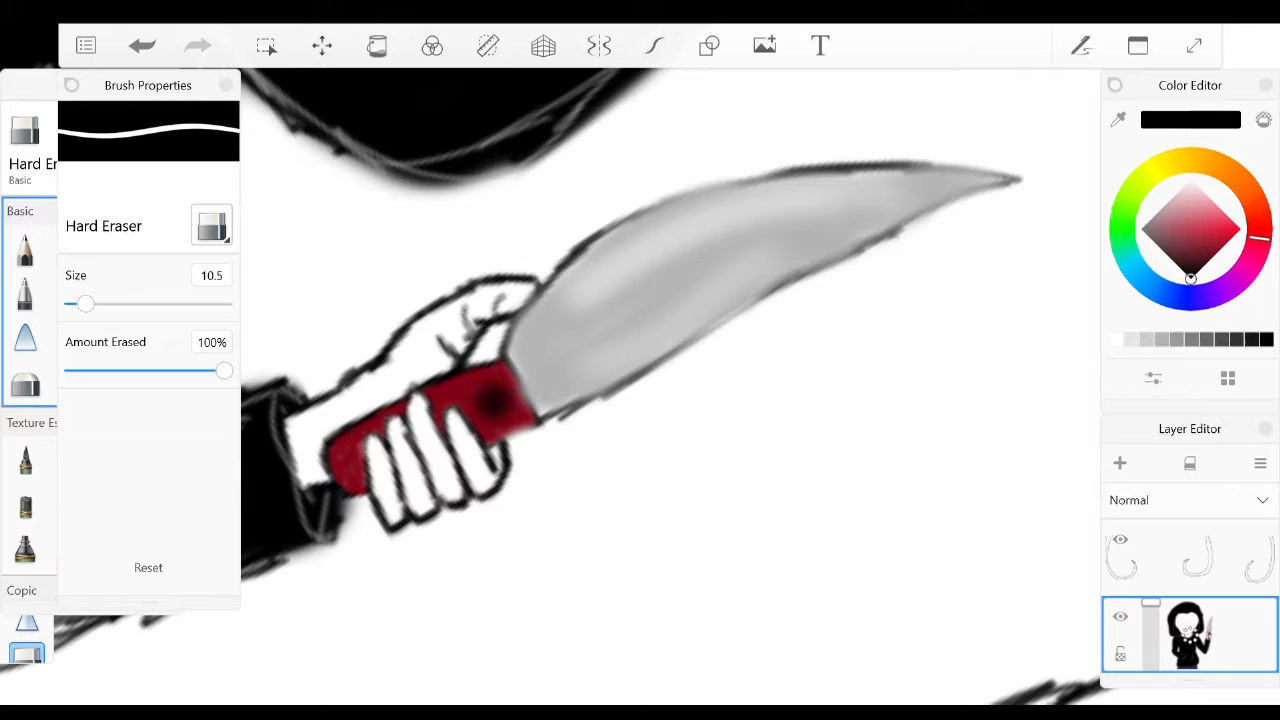 T
Brush Properties
Color Editor
Hard Er
Basic
Basic
Hard Eraser
Size
10.5
Amount Erased
100%
Texture Es
Reset
Copic
Layer Editor
Normal